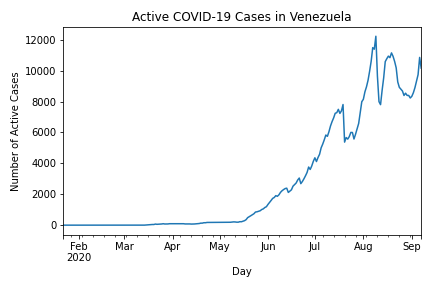 Active COVID-19 Cases in Venezuela
12000
10000
8000
6000
4000
2000
0
Number of Active Cases
Feb Mar Apr May Jun Jul Aug Sep
2020
Day